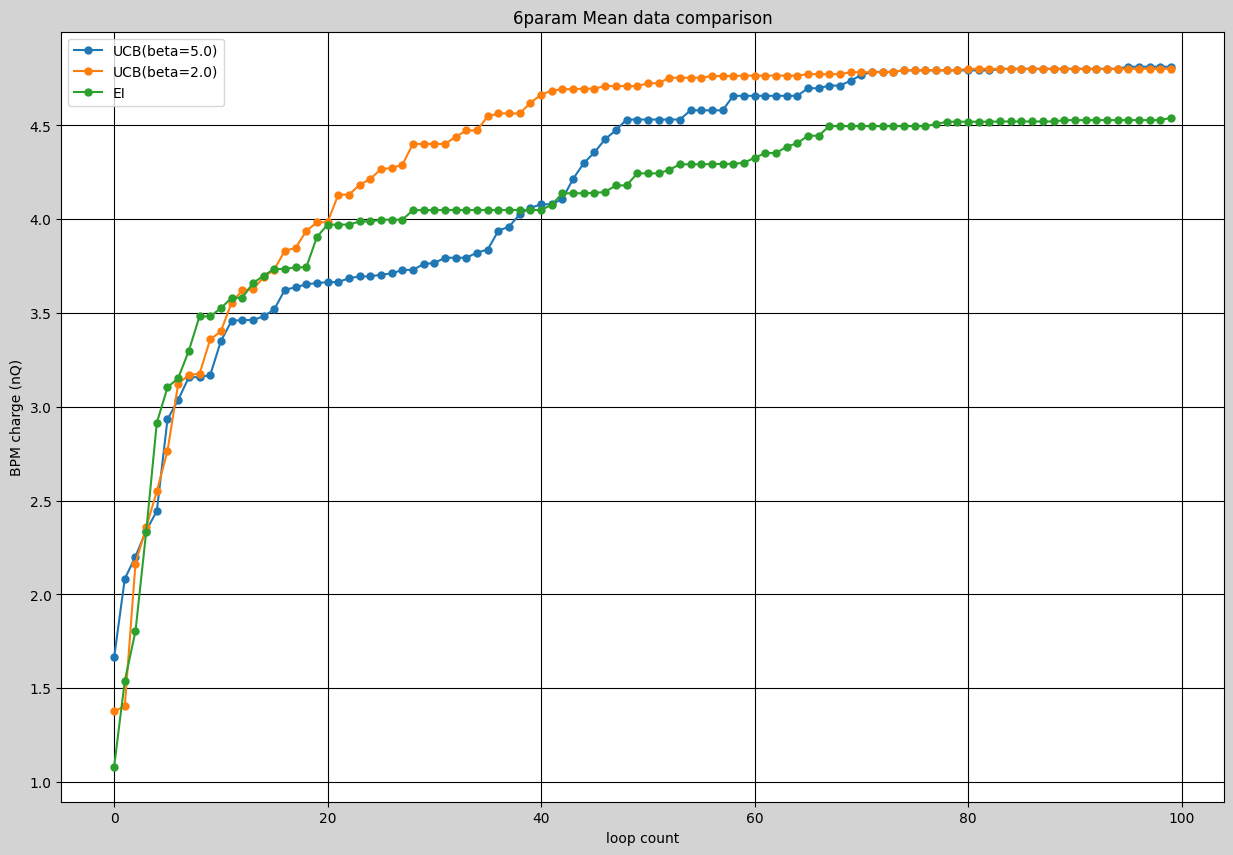 6param Mean data comparison
UCB(beta=5.0)
UCB(beta=2.0)
EI
BPM charge (nQ)
4.5
4.0
3.5
3.0
2.5
2.0
1.5
1.0
0 20 40 60 80 100
loop count